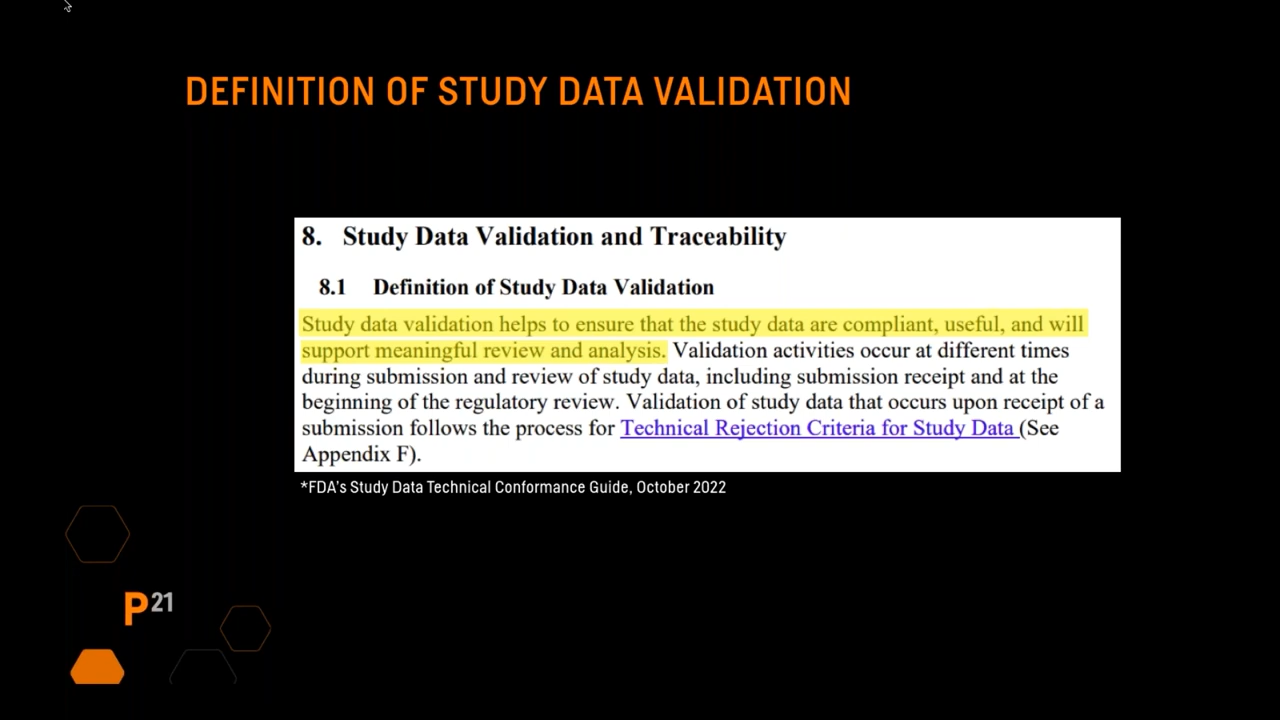 DEFINITION OF STUDY DATA VALIDATION
8. Study Data Validation and Traceability
8.1 Definition of Study Data Validation
Study data validation helps to ensure that the study data are compliant, useful, and will
support meaningful review and analysis. Validation activities occur at different times
during submission and review of study data, including submission receipt and at the
beginning of the regulatory review. Validation of study data that occurs upon receipt of a
submission follows the process for Technical Rejection Criteria for Study Data (See
Appendix F).
*FDA's Study Data Technical Conformance Guide, October 2022
P21